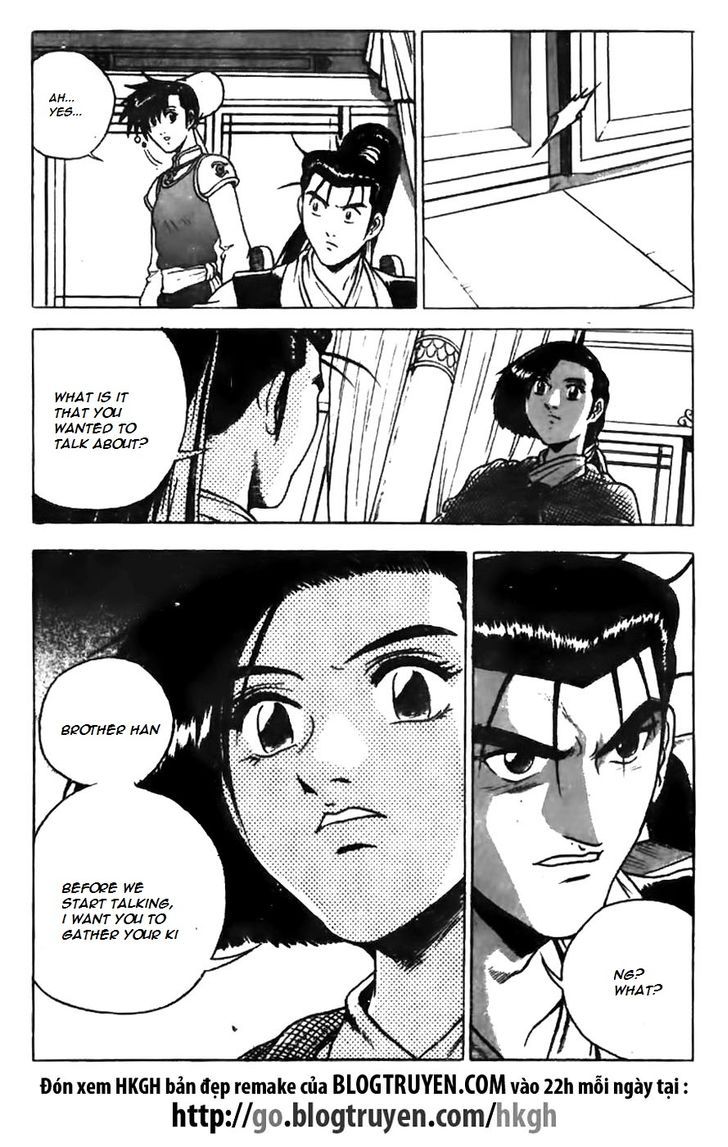 AH...
YES...
WHAT IS IT
THAT YOU
WANTED TO
TALK ABOUT?
BROTHER HAN
BEFORE WE
START TALKING,
I WANT YOU TO
GATHER YOUR KI
NG?
WHAT?
Đón xem HKGH bản đẹp remake của BLOGTRUYEN.COM vào 22h mỗi ngày tại :
http://go.blogtruyen.com/hkgh